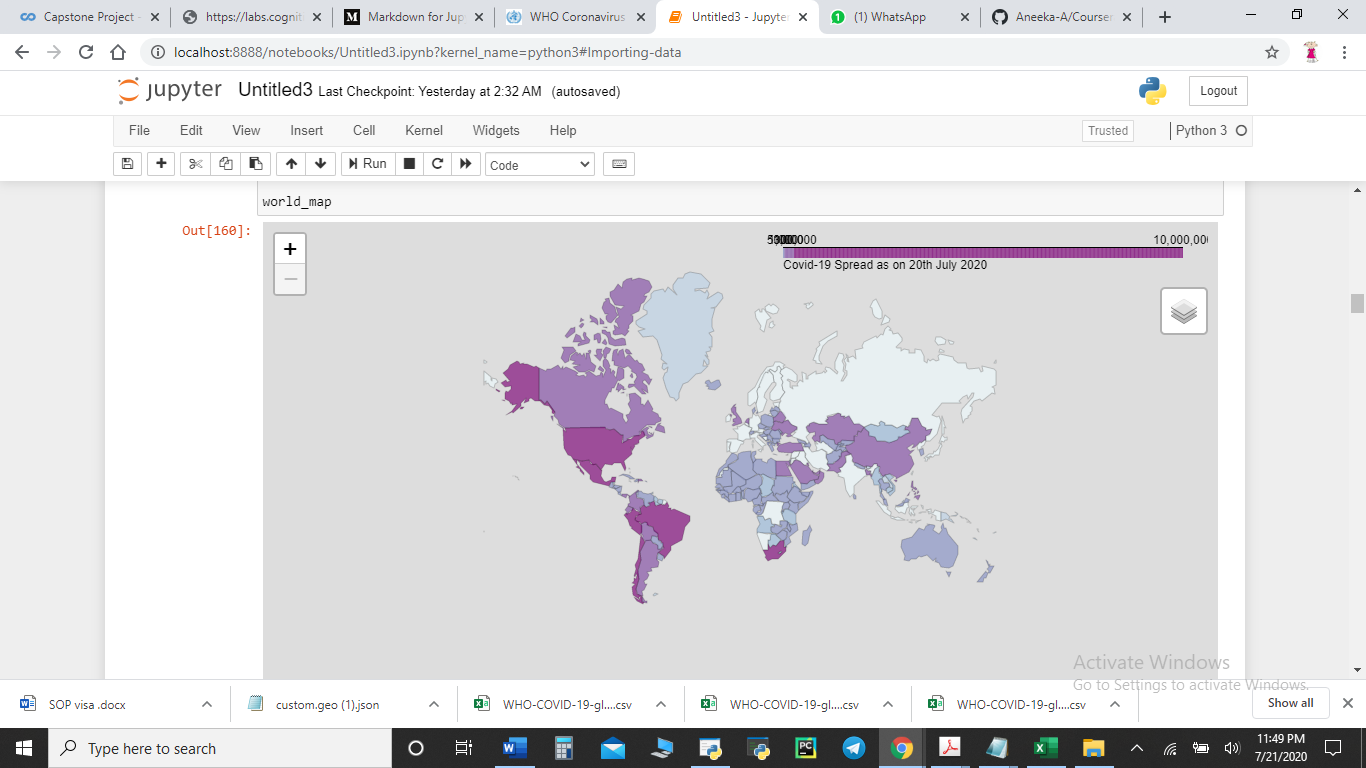 Capstone Project -
https://labs.cognit
Markdown for Jup
WHO Coronavirus
Untitled3 - Jupyter
(1) WhatsApp
Aneeka-A/Courser
localhost:8888/notebooks/Untitled3.ipynb?kernel_name=python3#Importing-data
jupyter Untitled3 Last Checkpoint: Yesterday at 2:32 AM (autosaved)
Logout
File Edit View Insert Cell Kernel Widgets Help
Trusted
Python 3
Run
Code
world_map
Out[160]:
+
−
10,000,00
Covid-19 Spread as on 20th July 2020
Activate Windows
Go to Settings to activate Windows.
SOP visa .docx
custom.geo (1).json
WHO-COVID-19-gl....csv
WHO-COVID-19-gl....csv
WHO-COVID-19-gl....csv
Show all
Type here to search
11:49 PM
7/21/2020